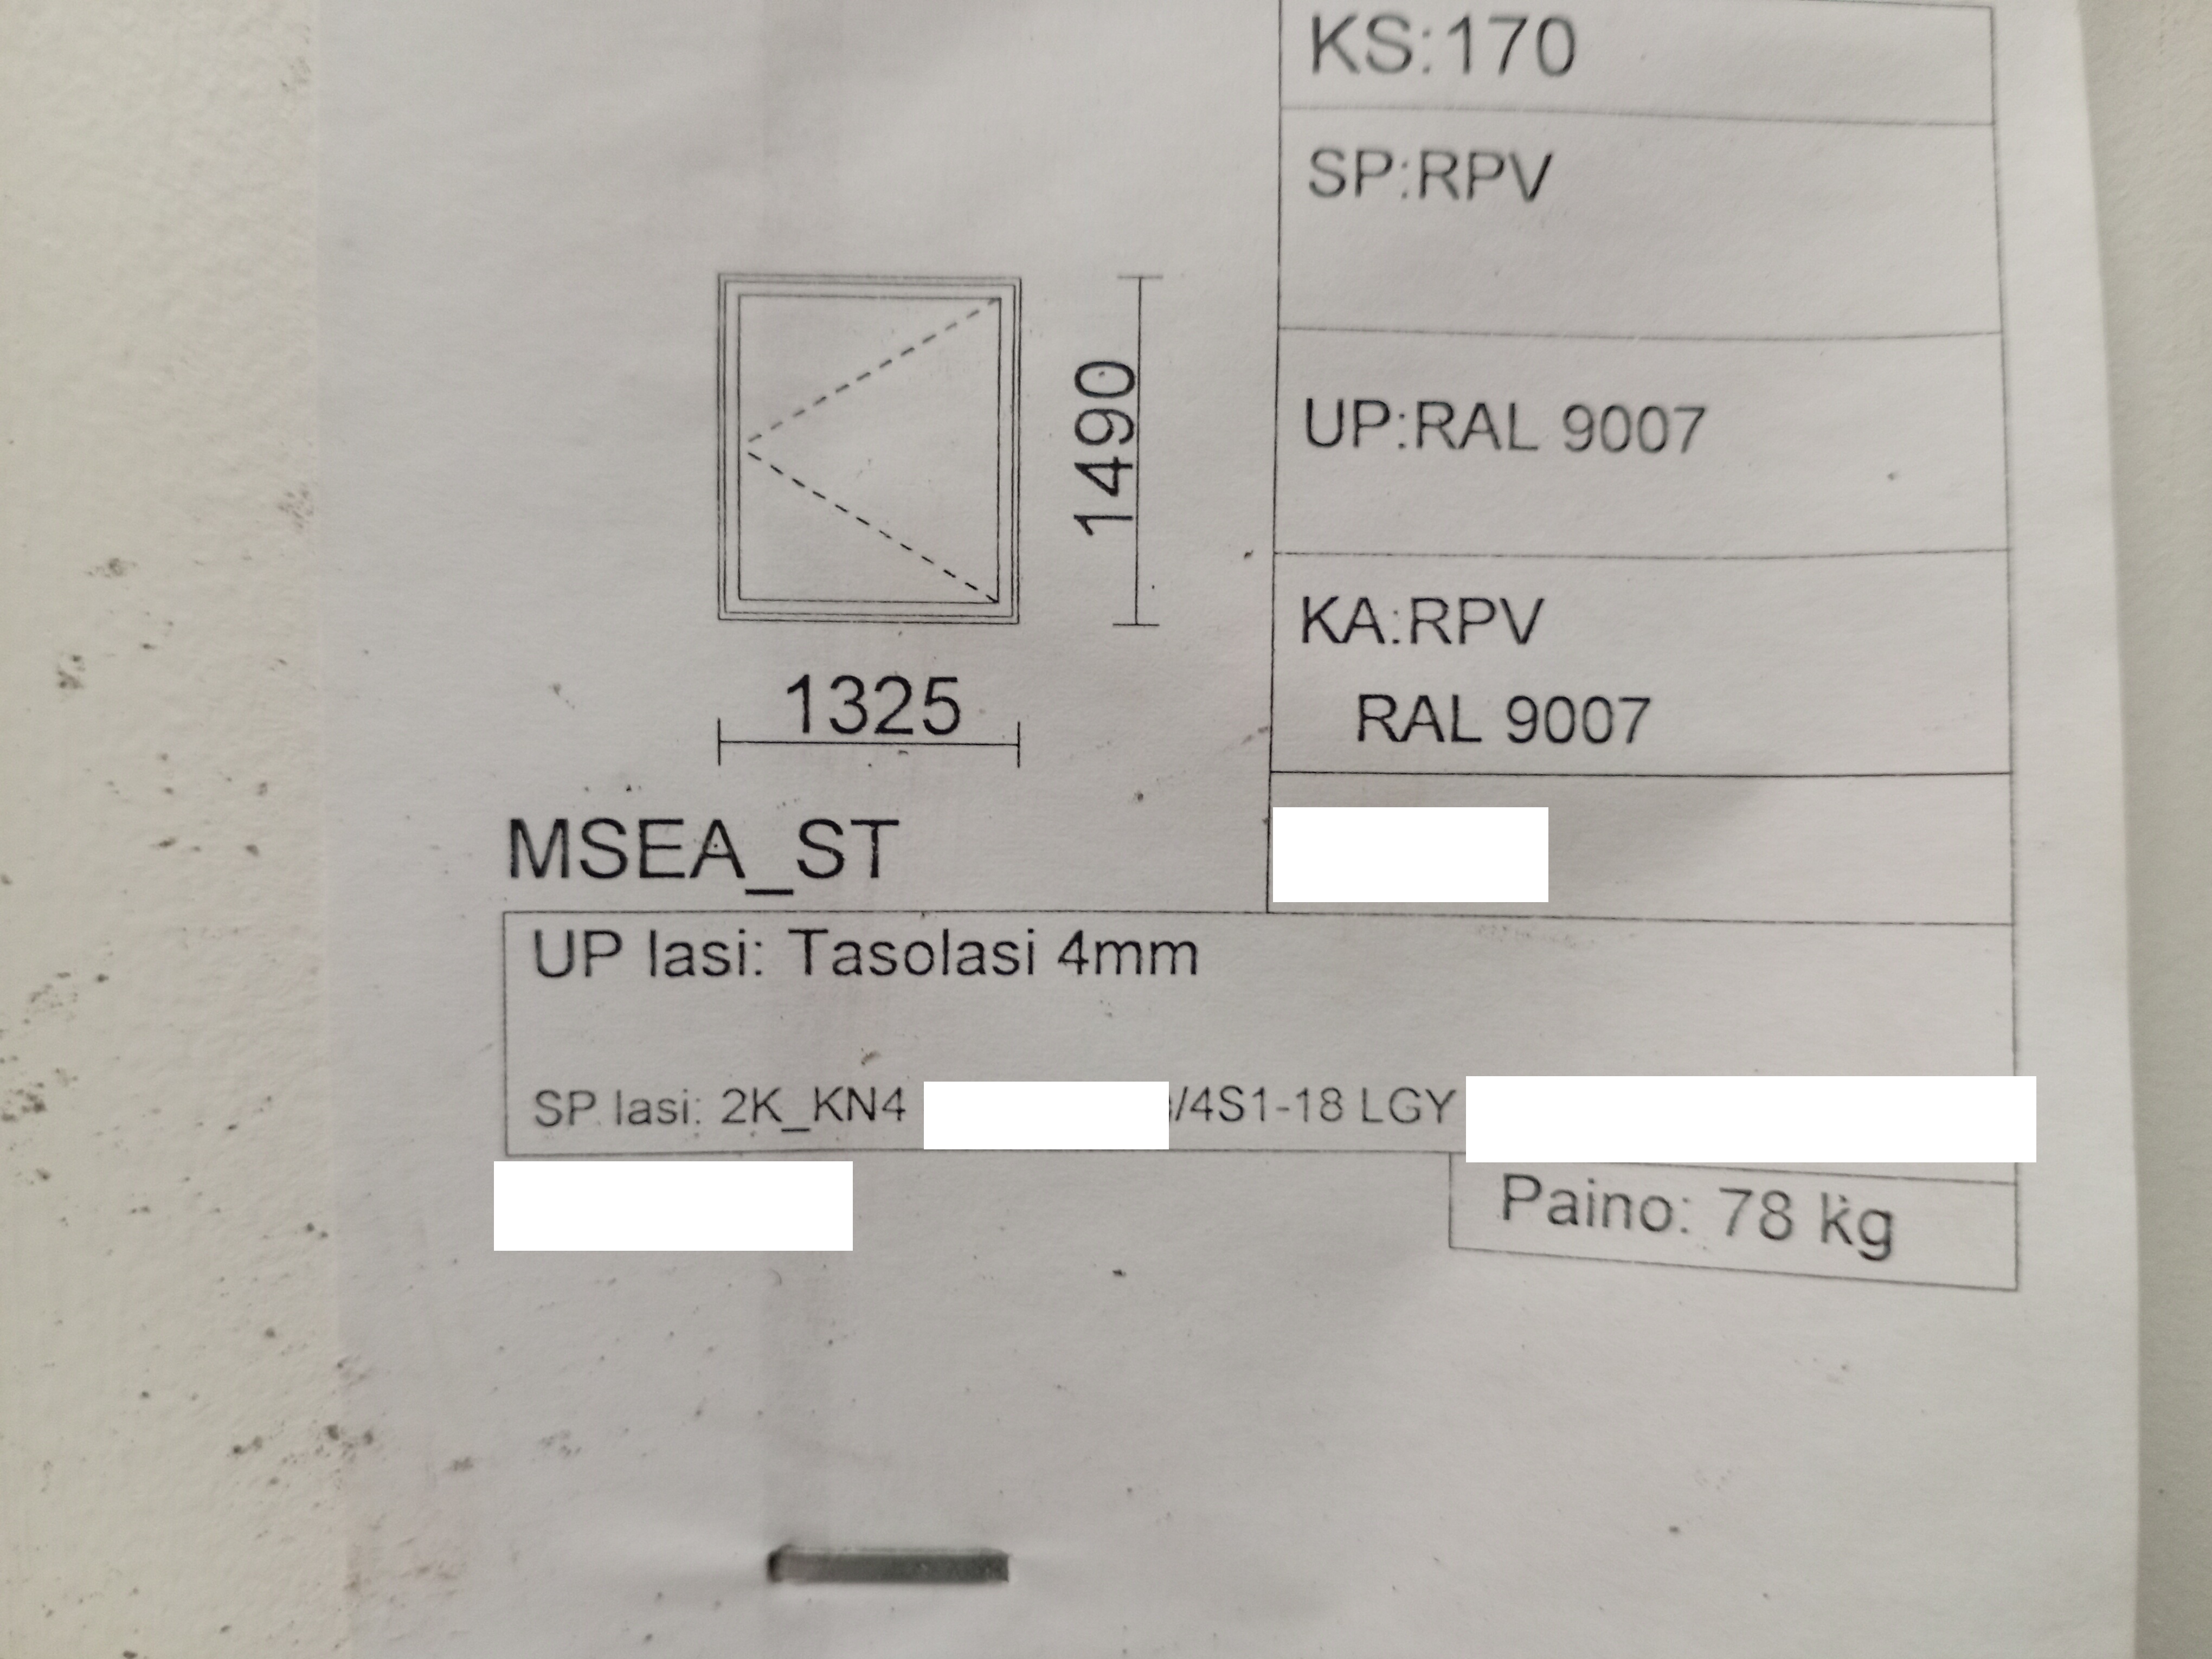 KS:170
SP:RPV
1490
UP:RAL 9007
KA:RPV
RAL 9007
1325
MSEA_ST
UP lasi: Tasolasi 4mm
SP lasi: 2K_KN4 /4S1-18 LGY
Paino: 78 kg